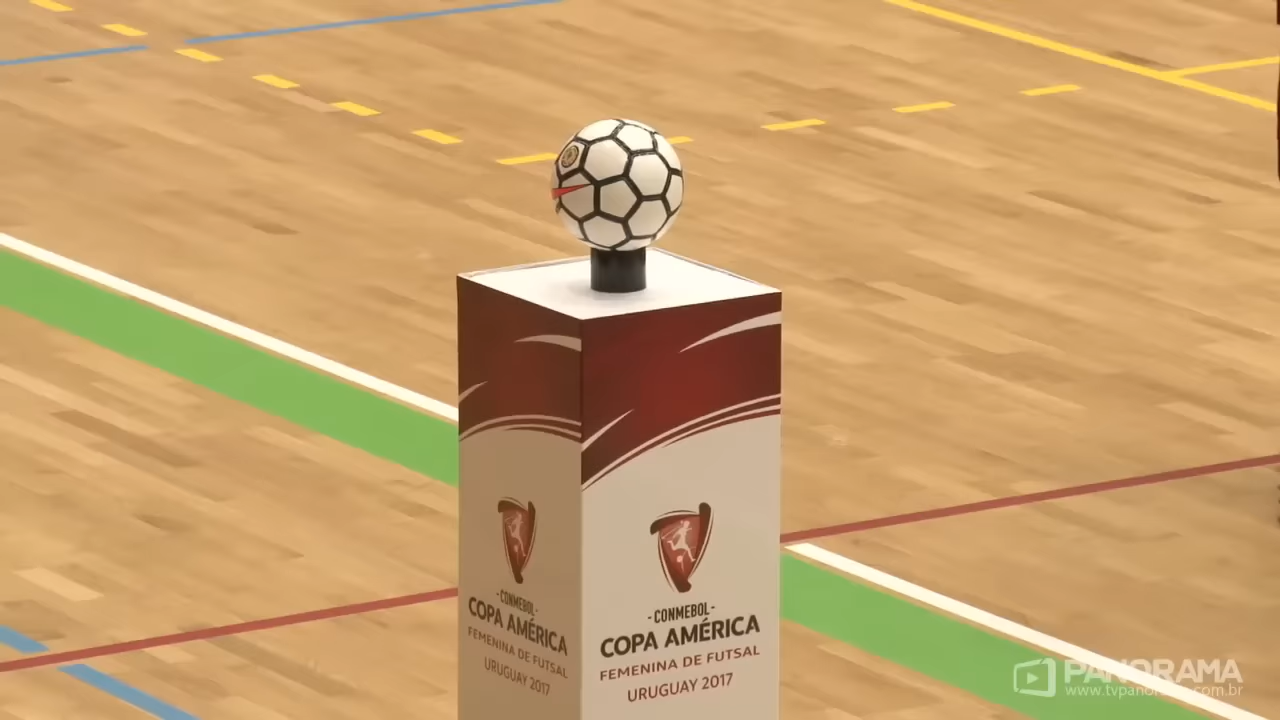 - CONMEBOL -
COPA AMÉRICA
FEMENINA DE FUTSAL
URUGUAY 2017
- CONMEBOL -
COPA AMÉRICA
FEMENINA DE FUTSAL
URUGUAY 2017
PANORAMA
www.tvpanorama.com.br